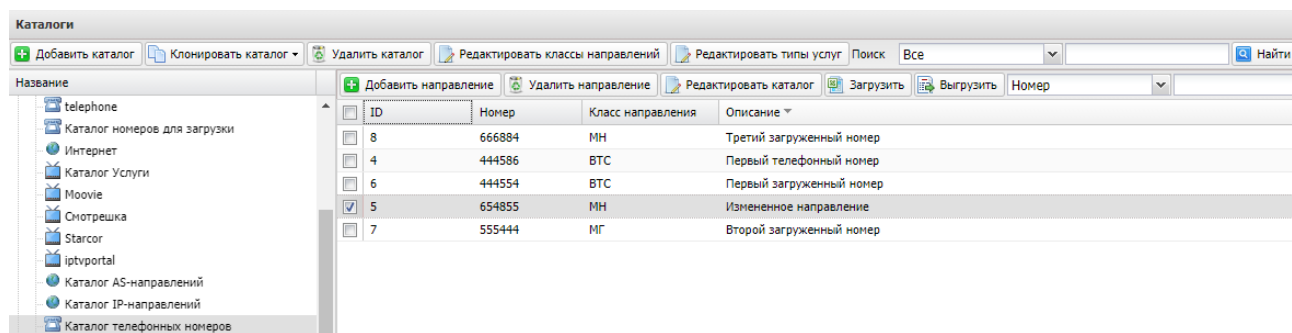 Каталоги
Добавить каталог Клонировать каталог Удалить каталог Редактировать классы направлений Редактировать типы услуг Поиск Все Найти
Название
telephone
Каталог номеров для загрузки
Интернет
Каталог Услуги
Moovie
Смотрешка
Starcor
iptvportal
Каталог AS-направлений
Каталог IP-направлений
Каталог телефонных номеров
Добавить направление Удалить направление Редактировать каталог Загрузить Выгрузить Номер
ID Номер Класс направления Описание
8 666884 МН Третий загруженный номер
4 444586 ВТС Первый телефонный номер
6 444554 ВТС Первый загруженный номер
5 654855 МН Измененное направление
7 555444 МГ Второй загруженный номер